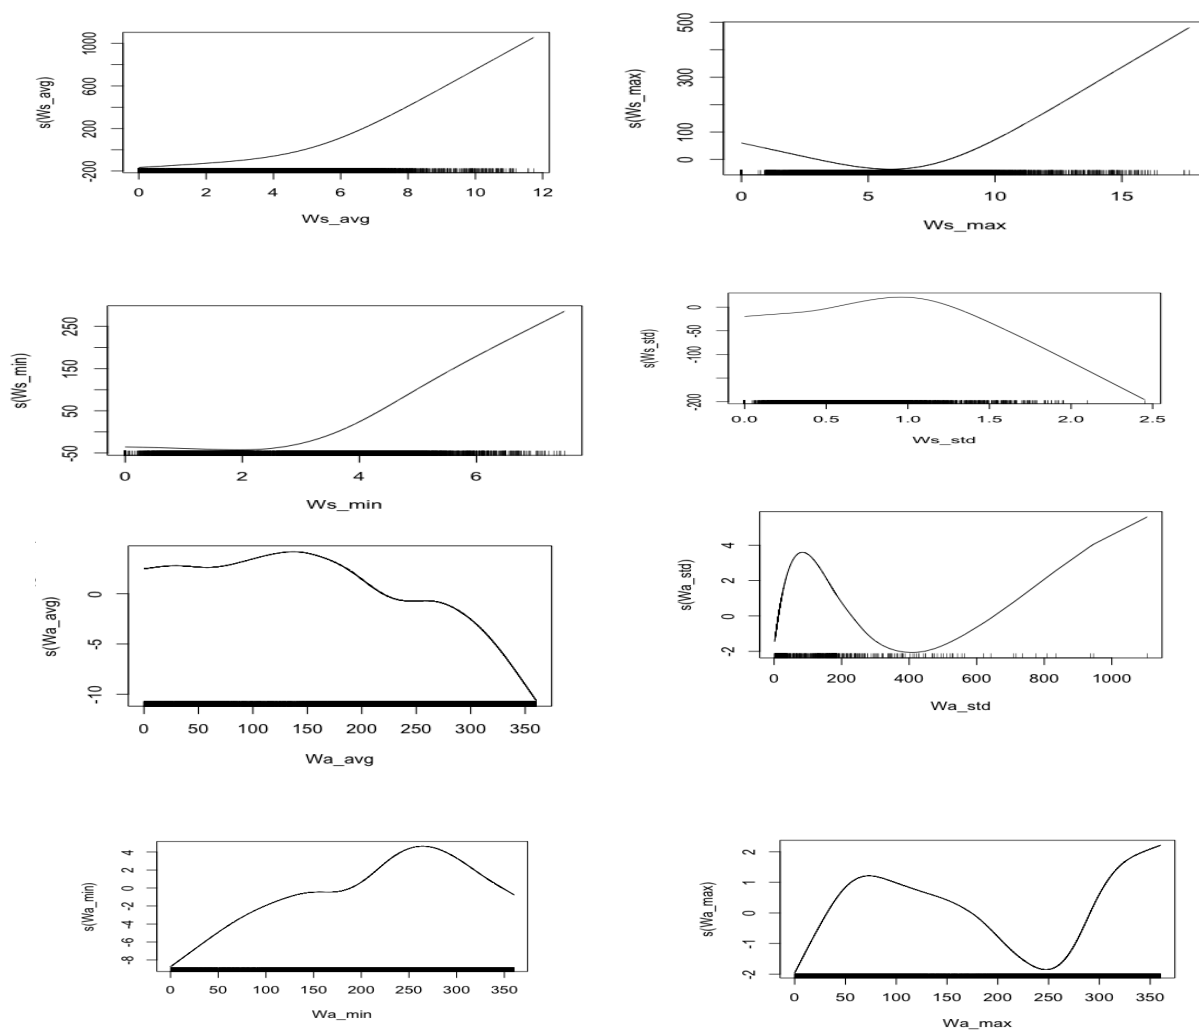 s(Ws_avg)
1000
600
200
-200
0 2 4 6 8 10 12
Ws_avg
s(Ws_max)
500
300
100
0
0 5 10 15
Ws_max
s(Ws_min)
250
150
50
-50
0 2 4 6
Ws_min
s(Ws_std)
0
-50
-100
-200
0.0 0.5 1.0 1.5 2.0 2.5
Ws_std
s(Wa_avg)
0
-5
-10
0 50 100 150 200 250 300 350
Wa_avg
s(Wa_std)
4
2
0
-2
0 200 400 600 800 1000
Wa_std
s(Wa_min)
4
2
0
-2
-4
-6
-8
0 50 100 150 200 250 300 350
Wa_min
s(Wa_max)
2
1
0
-1
-2
0 50 100 150 200 250 300 350
Wa_max